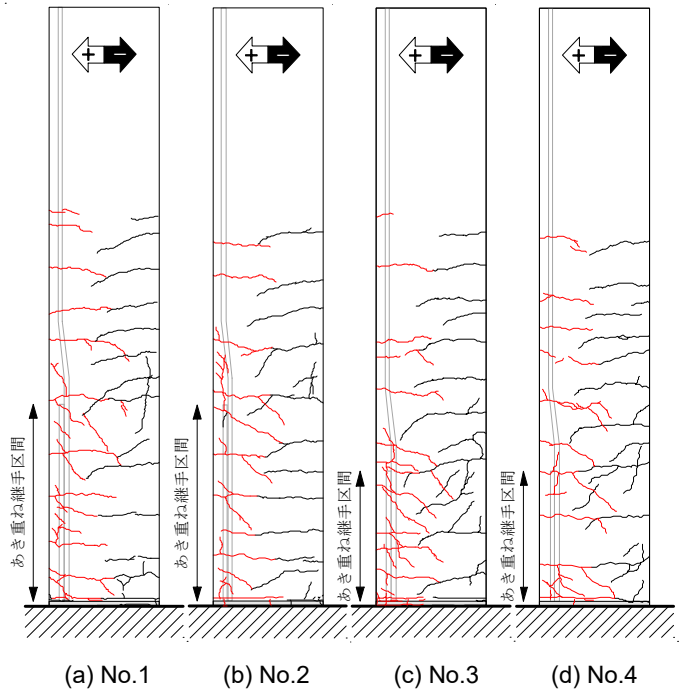 + −
+ −
+ −
+ −
あき重ね継手区間
あき重ね継手区間
あき重ね継手区間
あき重ね継手区間
(a) No.1
(b) No.2
(c) No.3
(d) No.4